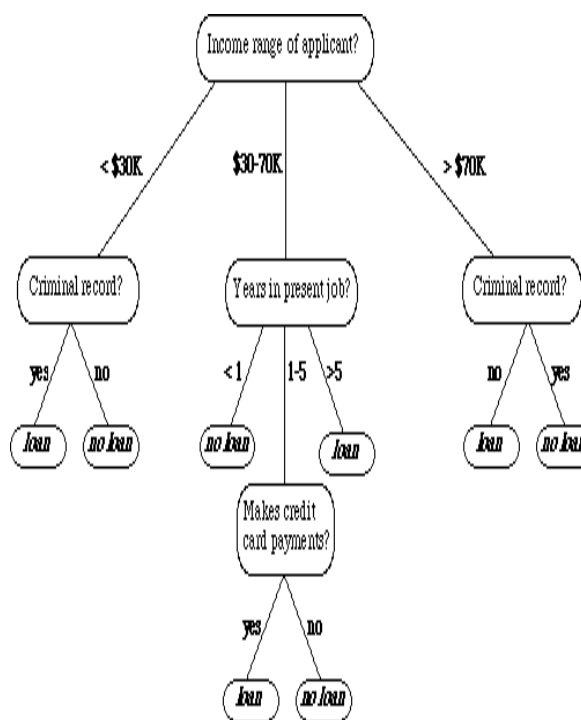 Income range of applicant?
< $30K
$30-70K
> $70K
Criminal record?
Years in present job?
Criminal record?
yes
no
< 1
1-5
>5
no
yes
loan
no loan
no loan
loan
loan
no loan
Makes credit
card payments?
yes
no
loan
no loan